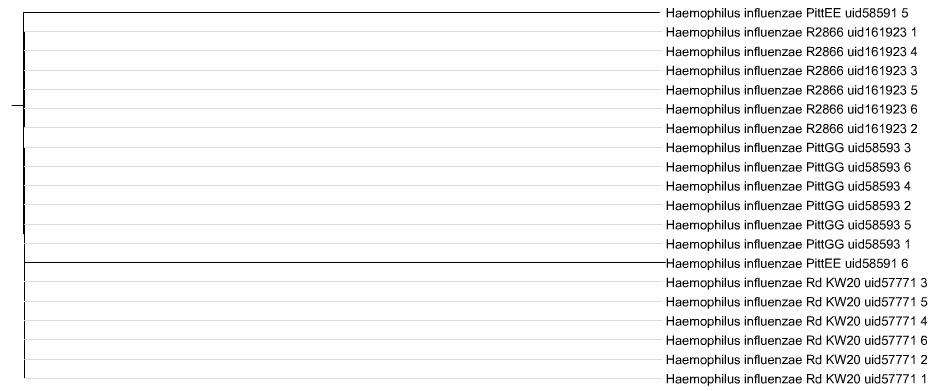 Haemophilus influenzae PittEE uid58591 5
Haemophilus influenzae R2866 uid161923 1
Haemophilus influenzae R2866 uid161923 4
Haemophilus influenzae R2866 uid161923 3
Haemophilus influenzae R2866 uid161923 5
Haemophilus influenzae R2866 uid161923 6
Haemophilus influenzae R2866 uid161923 2
Haemophilus influenzae PittGG uid58593 3
Haemophilus influenzae PittGG uid58593 6
Haemophilus influenzae PittGG uid58593 4
Haemophilus influenzae PittGG uid58593 2
Haemophilus influenzae PittGG uid58593 5
Haemophilus influenzae PittGG uid58593 1
Haemophilus influenzae PittEE uid58591 6
Haemophilus influenzae Rd KW20 uid57771 3
Haemophilus influenzae Rd KW20 uid57771 5
Haemophilus influenzae Rd KW20 uid57771 4
Haemophilus influenzae Rd KW20 uid57771 6
Haemophilus influenzae Rd KW20 uid57771 2
Haemophilus influenzae Rd KW20 uid57771 1